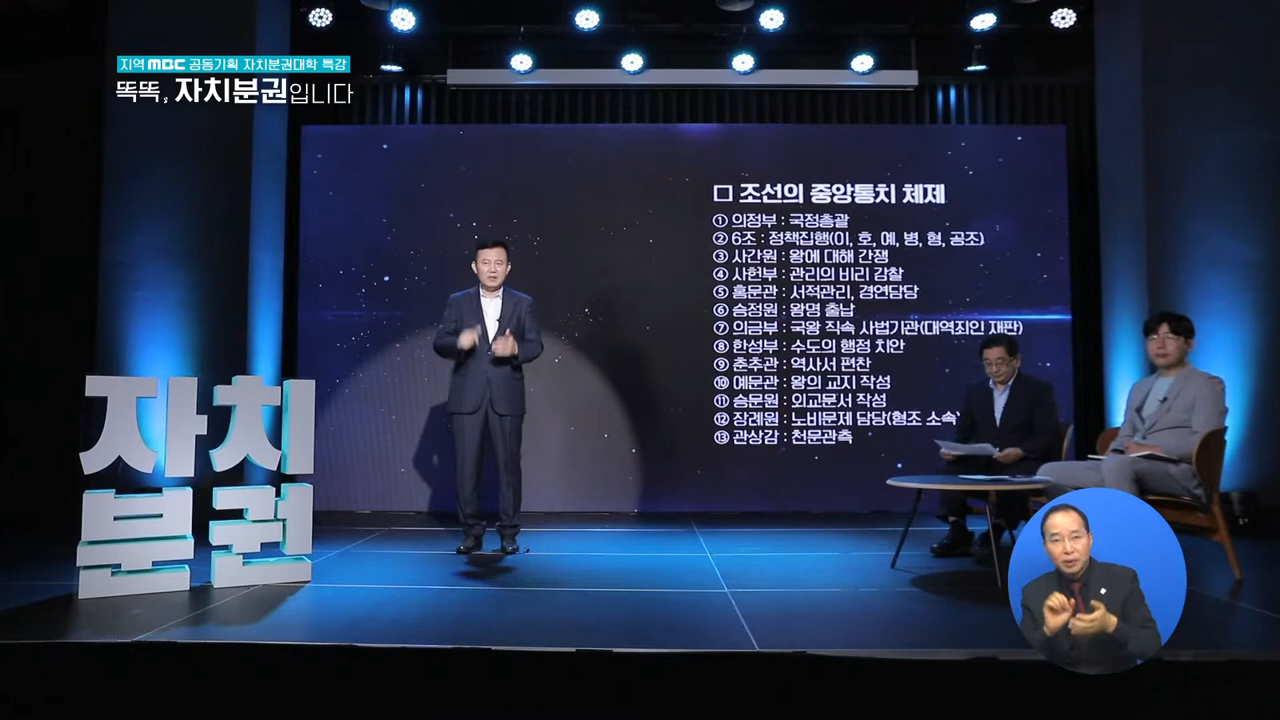 지역 MBC 공동기획 자치분권대학 특강
똑똑, 자치분권입니다
□ 조선의 중앙통치 체제
① 의정부 : 국정총괄
② 6조 : 정책집행(이, 호, 예, 병, 형, 공조)
③ 사간원 : 왕에 대해 간쟁
④ 사헌부 : 관리의 비리 감찰
⑤ 홍문관 : 서적관리, 경연담당
⑥ 승정원 : 왕명 출납
⑦ 의금부 : 국왕 직속 사법기관(대역죄인 재판)
⑧ 한성부 : 수도의 행정 치안
⑨ 춘추관 : 역사서 편찬
⑩ 예문관 : 왕의 교지 작성
⑪ 승문원 : 외교문서 작성
⑫ 장례원 : 노비문제 담당(형조 소속)
⑬ 관상감 : 천문관측
자치
분권